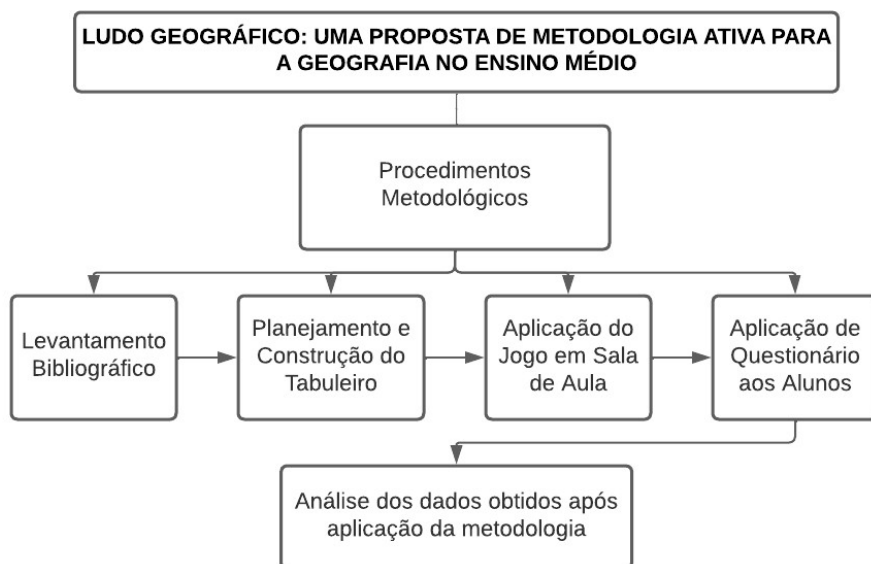 LUDO GEOGRÁFICO: UMA PROPOSTA DE METODOLOGIA ATIVA PARA
A GEOGRAFIA NO ENSINO MÉDIO
Procedimentos
Metodológicos
Levantamento
Bibliográfico
Planejamento e
Construção do
Tabuleiro
Aplicação do
Jogo em Sala
de Aula
Aplicação de
Questionário
aos Alunos
Análise dos dados obtidos após
aplicação da metodologia